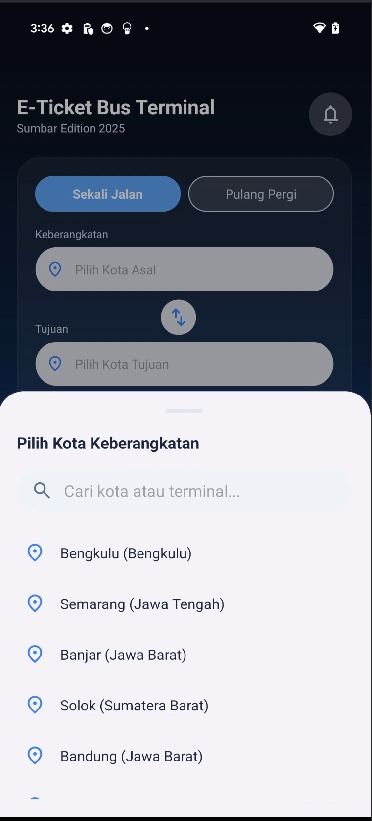 3:36
E-Ticket Bus Terminal
Sumbar Edition 2025
Sekali Jalan
Pulang Pergi
Keberangkatan
Pilih Kota Asal
Tujuan
Pilih Kota Tujuan
Pilih Kota Keberangkatan
Cari kota atau terminal...
Bengkulu (Bengkulu)
Semarang (Jawa Tengah)
Banjar (Jawa Barat)
Solok (Sumatera Barat)
Bandung (Jawa Barat)